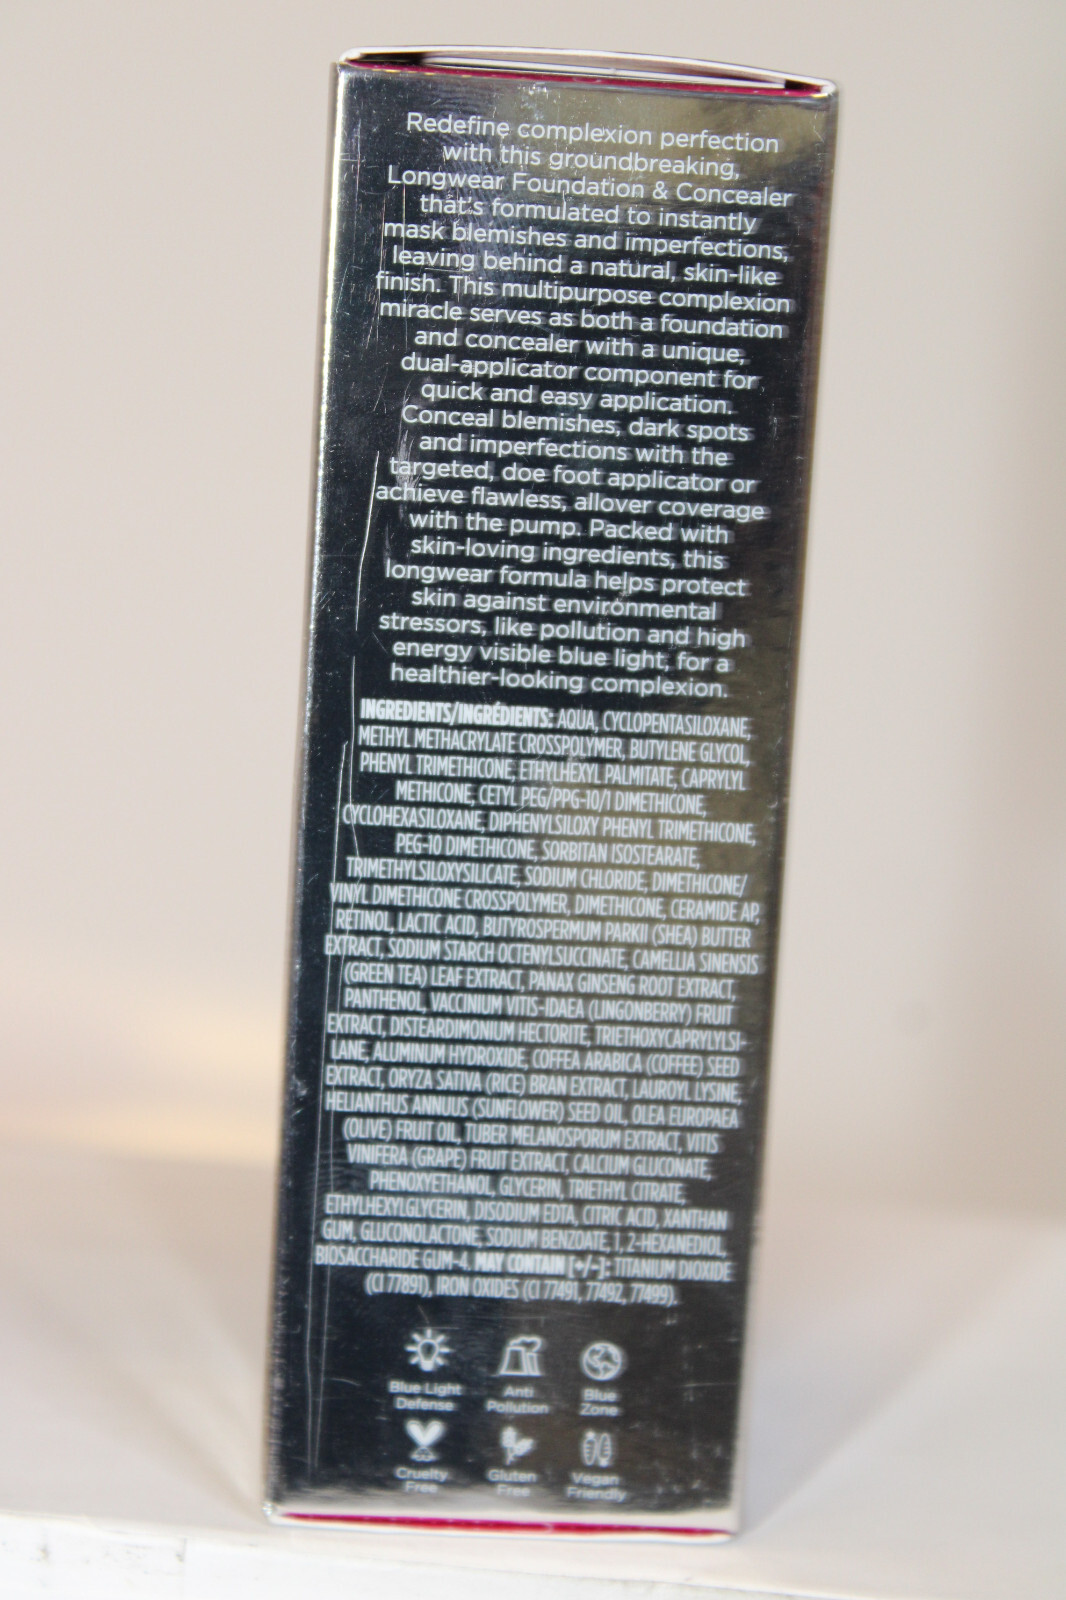 Redefine complexion perfection
with this groundbreaking,
Longwear Foundation & Concealer
that's formulated to instantly
mask blemishes and imperfections,
leaving behind a natural, skin-like
finish. This multipurpose complexion
miracle serves as both a foundation
and concealer with a unique,
dual-applicator component for
quick and easy application.
Conceal blemishes, dark spots
and imperfections with the
targeted, doe foot applicator or
achieve flawless, allover coverage
with the pump. Packed with
skin-loving ingredients, this
longwear formula helps protect
skin against environmental
stressors, like pollution and high
energy visible blue light, for a
healthier-looking complexion.
INGREDIENTS/INGRÉDIENTS: AQUA, CYCLOPENTASILOXANE,
METHYL METHACRYLATE CROSSPOLYMER, BUTYLENE GLYCOL,
PHENYL TRIMETHICONE, ETHYLHEXYL PALMITATE, CAPRYLYL
METHICONE, CETYL PEG/PPG-10/1 DIMETHICONE,
CYCLOHEXASILOXANE, DIPHENYLSILOXY PHENYL TRIMETHICONE,
PEG-10 DIMETHICONE, SORBITAN ISOSTEARATE,
TRIMETHYLSILOXYSILICATE, SODIUM CHLORIDE, DIMETHICONE/
VINYL DIMETHICONE CROSSPOLYMER, DIMETHICONE, CERAMIDE AP,
RETINOL, LACTIC ACID, BUTYROSPERMUM PARKII (SHEA) BUTTER
EXTRACT, SODIUM STARCH OCTENYLSUCCINATE, CAMELLIA SINENSIS
(GREEN TEA) LEAF EXTRACT, PANAX GINSENG ROOT EXTRACT,
PANTHENOL, VACCINIUM VITIS-IDAEA (LINGONBERRY) FRUIT
EXTRACT, DISTEARDIMONIUM HECTORITE, TRIETHOXYCAPRYLYLSI-
LANE, ALUMINUM HYDROXIDE, COFFEA ARABICA (COFFEE) SEED
EXTRACT, ORYZA SATIVA (RICE) BRAN EXTRACT, LAUROYL LYSINE,
HELIANTHUS ANNUUS (SUNFLOWER) SEED OIL, OLEA EUROPAEA
(OLIVE) FRUIT OIL, TUBER MELANOSPORUM EXTRACT, VITIS
VINIFERA (GRAPE) FRUIT EXTRACT, CALCIUM GLUCONATE,
PHENOXYETHANOL, GLYCERIN, TRIETHYL CITRATE,
ETHYLHEXYLGLYCERIN, DISODIUM EDTA, CITRIC ACID, XANTHAN
GUM, GLUCONOLACTONE, SODIUM BENZOATE, 1, 2-HEXANEDIOL,
BIOSACCHARIDE GUM-4. MAY CONTAIN [+/-]: TITANIUM DIOXIDE
(CI 77891), IRON OXIDES (CI 77491, 77492, 77499).
Blue Light
Defense
Anti
Pollution
Blue
Zone
Cruelty
Free
Gluten
Free
Vegan
Friendly